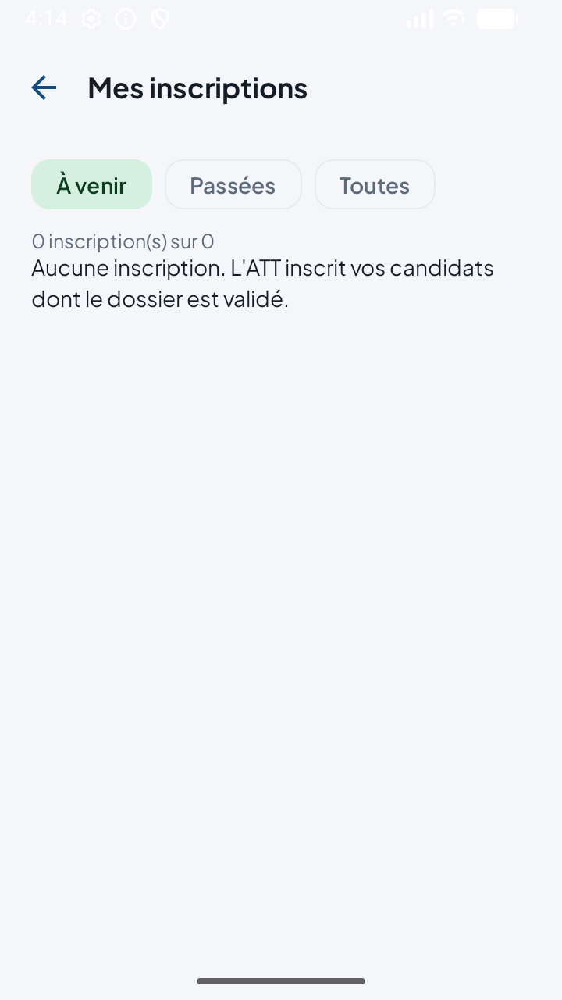 4:14
Mes inscriptions
À venir
Passées
Toutes
0 inscription(s) sur 0
Aucune inscription. L'ATT inscrit vos candidats
dont le dossier est validé.